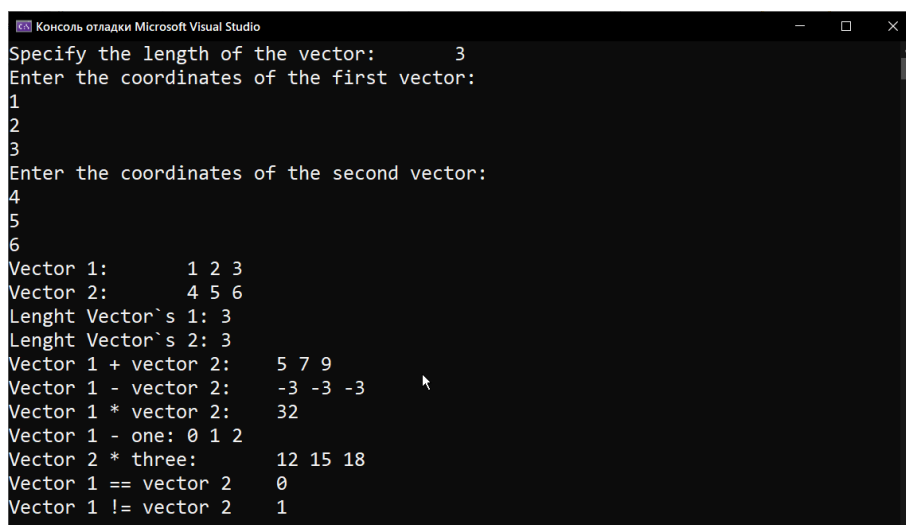 Консоль отладки Microsoft Visual Studio
Specify the length of the vector: 3
Enter the coordinates of the first vector:
1
2
3
Enter the coordinates of the second vector:
4
5
6
Vector 1: 1 2 3
Vector 2: 4 5 6
Lenght Vector`s 1: 3
Lenght Vector`s 2: 3
Vector 1 + vector 2: 5 7 9
Vector 1 - vector 2: -3 -3 -3
Vector 1 * vector 2: 32
Vector 1 - one: 0 1 2
Vector 2 * three: 12 15 18
Vector 1 == vector 2 0
Vector 1 != vector 2 1